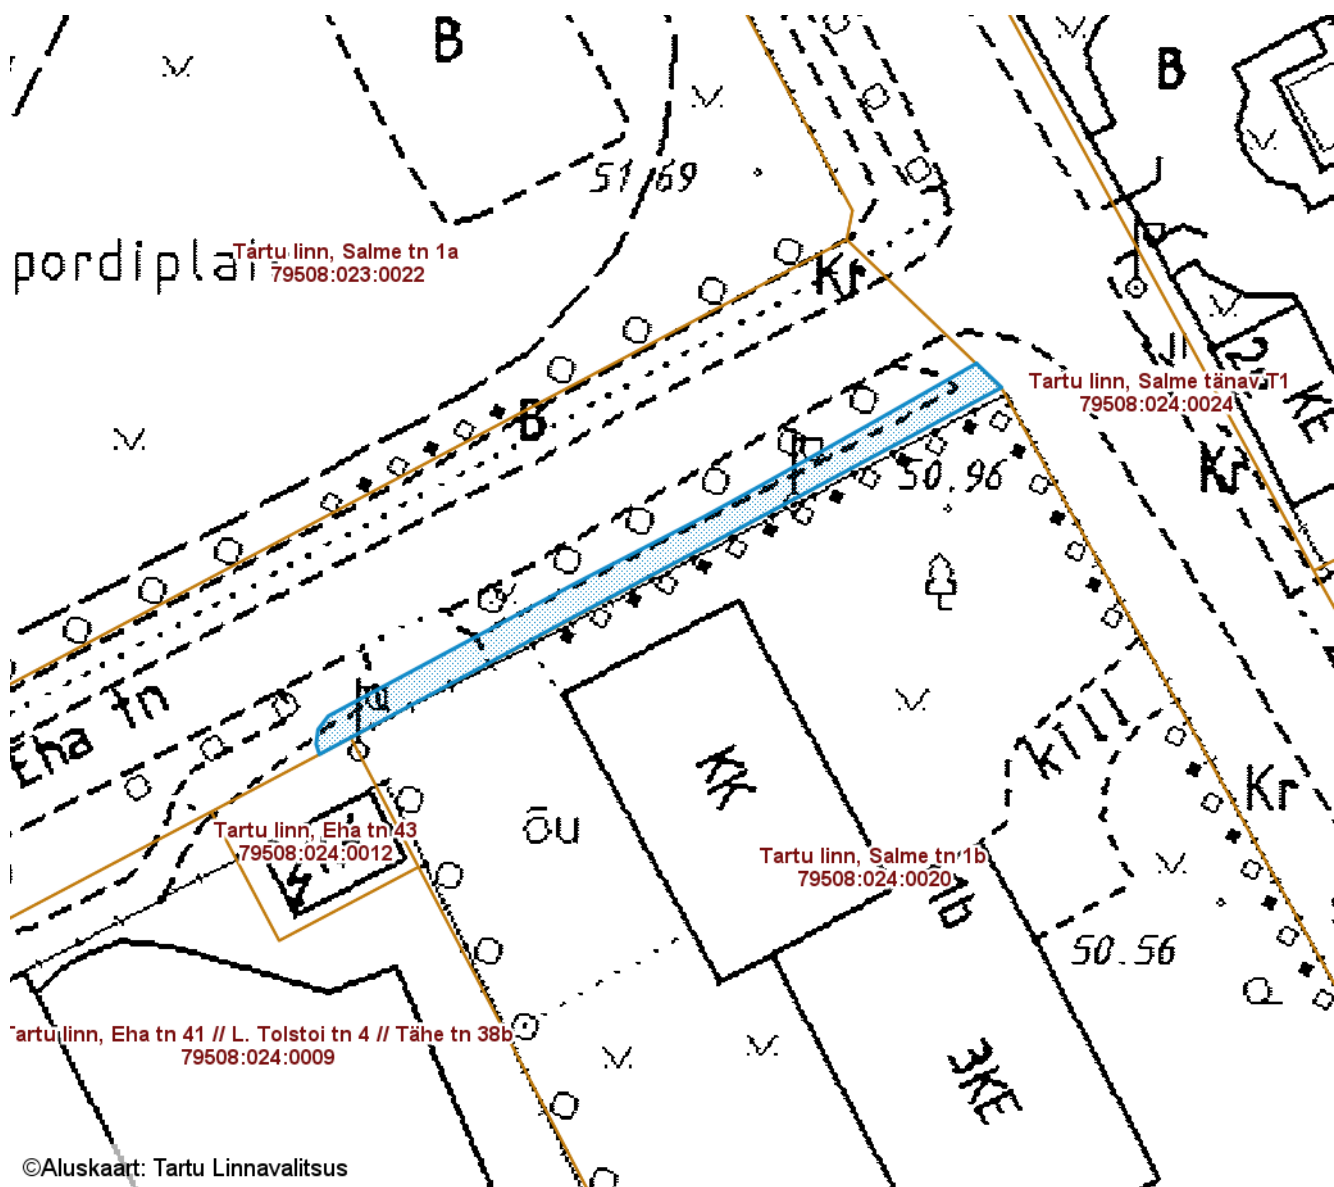 B
B
51.69
pordiplai
Tartu linn, Salme tn 1a
79508:023:0022
Kr
Tartu linn, Salme tänav T1
79508:024:0024
KE
B
50.96
Kr
Eha tn
kill
Kr
KK
õu
Tartu linn, Eha tn 43
79508:024:0012
Tartu linn, Salme tn 1b
79508:024:0020
1b
50.56
Tartu linn, Eha tn 41 // L. Tolstoi tn 4 // Tähe tn 38b
79508:024:0009
3KE
©Aluskaart: Tartu Linnavalitsus